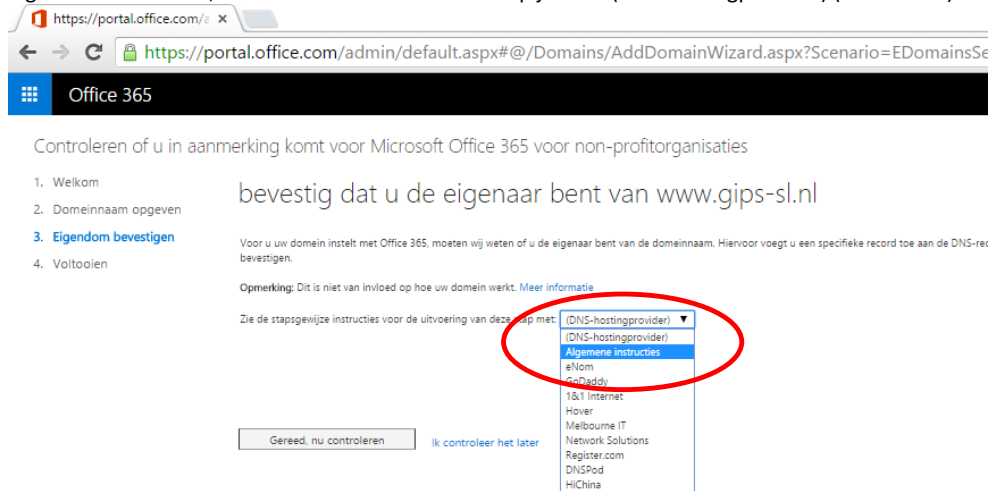 https://portal.office.com/a ×
https://portal.office.com/admin/default.aspx#@/Domains/AddDomainWizard.aspx?Scenario=EDomainsSe
Office 365
Controleren of u in aanmerking komt voor Microsoft Office 365 voor non-profitorganisaties
1. Welkom
2. Domeinnaam opgeven
3. Eigendom bevestigen
4. Voltooien
bevestig dat u de eigenaar bent van www.gips-sl.nl
Voor u uw domein instelt met Office 365, moeten wij weten of u de eigenaar bent van de domeinnaam. Hiervoor voegt u een specifieke record toe aan de DNS-rec
bevestigen.
Opmerking: Dit is niet van invloed op hoe uw domein werkt. Meer informatie
Zie de stapsgewijze instructies voor de uitvoering van deze stap met: (DNS-hostingprovider) ▼
(DNS-hostingprovider)
Algemene instructies
eNom
GoDaddy
1&1 Internet
Hover
Melbourne IT
Network Solutions
Register.com
DNSPod
HiChina
Gereed, nu controleren
Ik controleer het later